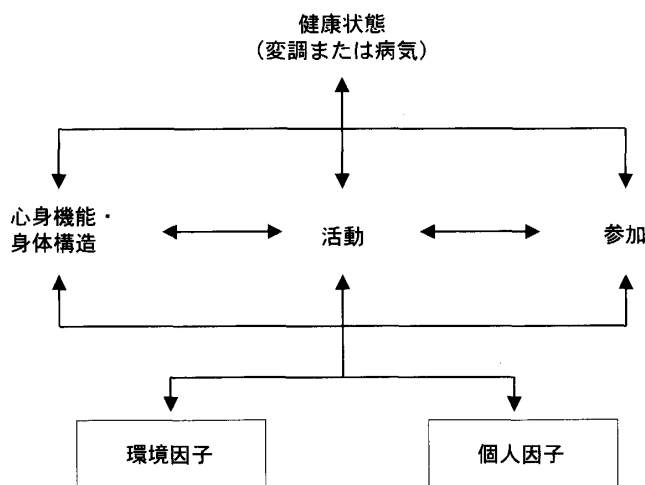 健康状態
(変調または病気)
心身機能・
身体構造
活動
参加
環境因子
個人因子